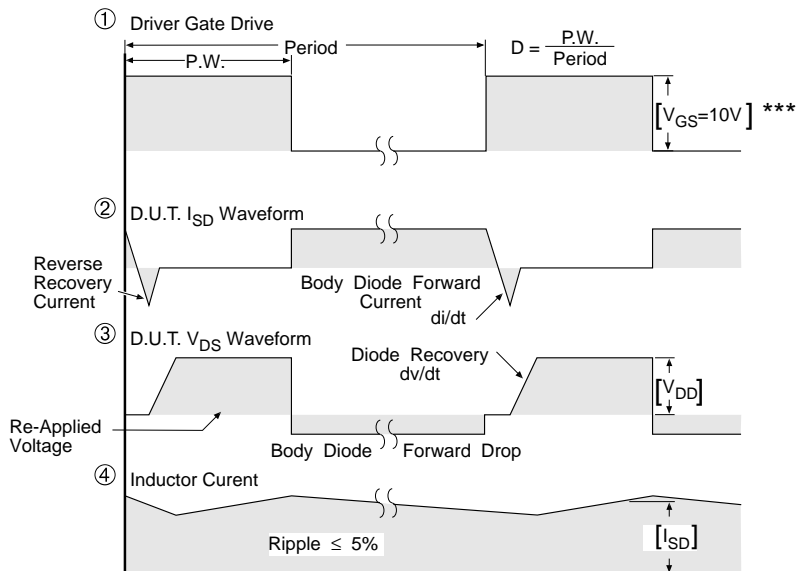 ① Driver Gate Drive
Period
P.W.
D = P.W.
Period
[VGS=10V] ***
② D.U.T. ISD Waveform
Reverse
Recovery
Current
Body Diode Forward
Current
di/dt
③ D.U.T. VDS Waveform
Diode Recovery
dv/dt
[VDD]
Re-Applied
Voltage
Body Diode Forward Drop
④ Inductor Curent
Ripple ≤ 5%
[ISD]